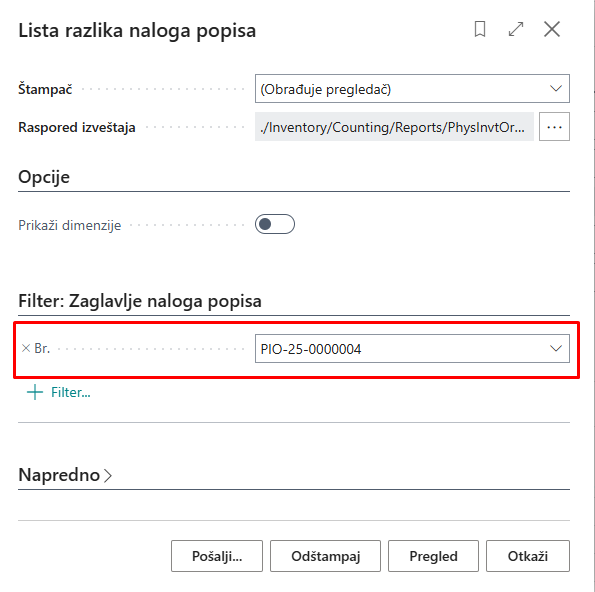 Lista razlika naloga popisa
Štampač (Obrađuje pregledač)
Raspored izveštaja ./Inventory/Counting/Reports/PhysInvtOr... ...
Opcije
Prikaži dimenzije
Filter: Zaglavlje naloga popisa
Br. PIO-25-0000004
Filter...
Napredno
Pošalji... Odštampaj Pregled Otkaži